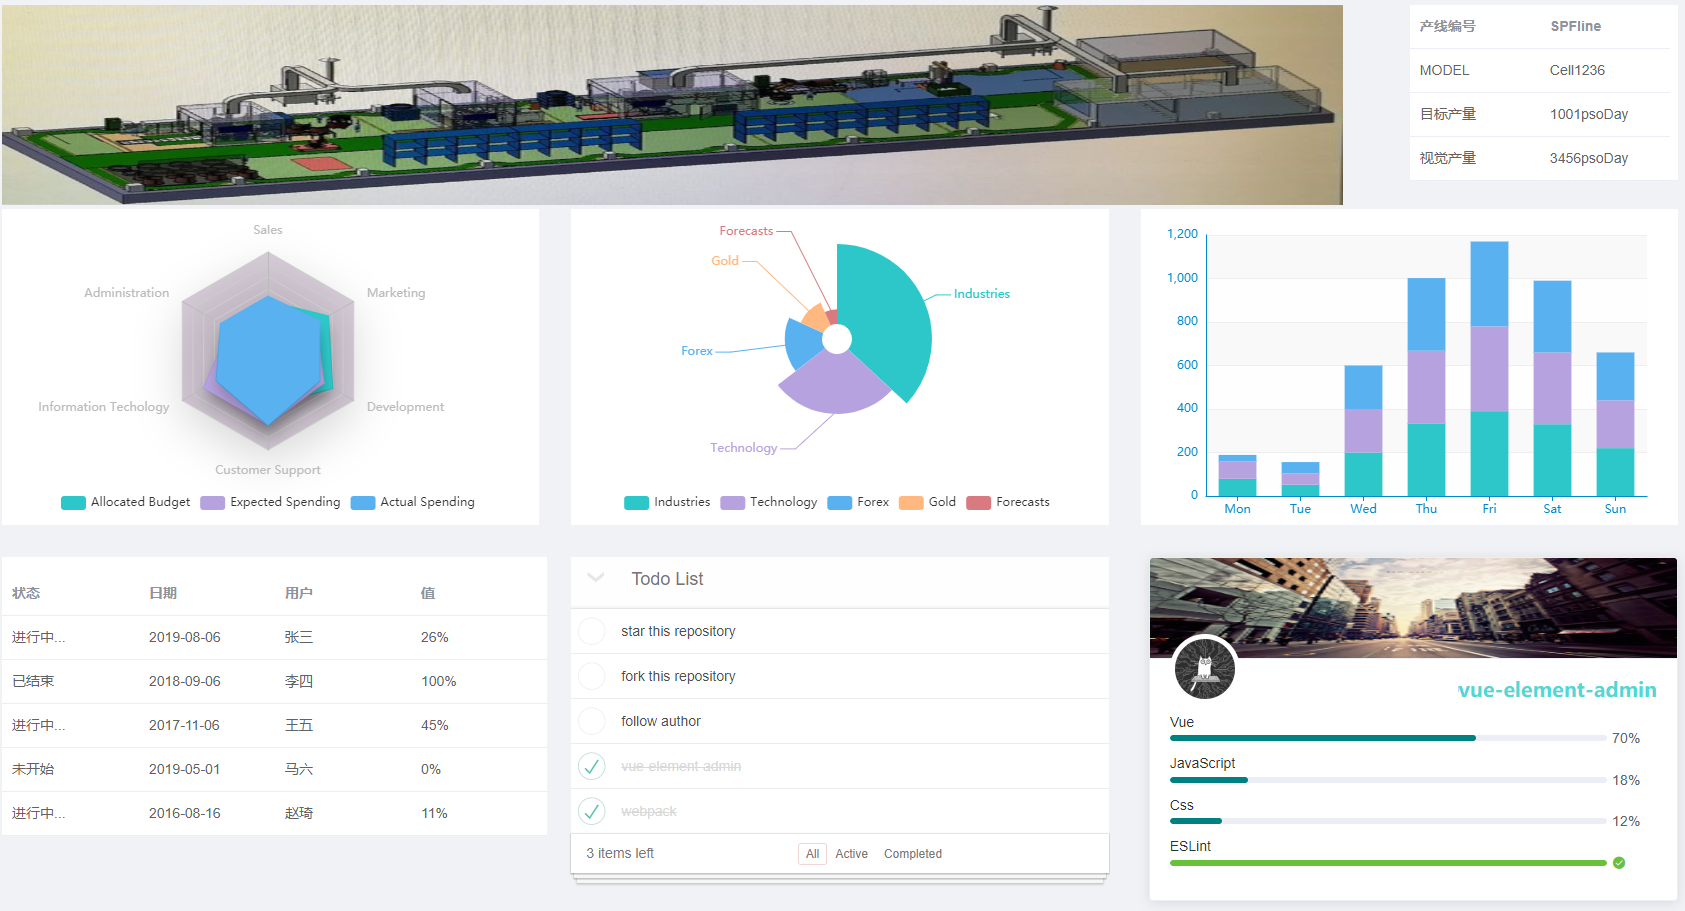 产线编号 SPFline
MODEL Cell1236
目标产量 1001psoDay
视觉产量 3456psoDay
Sales
Administration
Marketing
Information Techology
Development
Customer Support
Allocated Budget Expected Spending Actual Spending
Forecasts
Gold
Industries
Forex
Technology
Industries Technology Forex Gold Forecasts
1,200
1,000
800
600
400
200
0
Mon Tue Wed Thu Fri Sat Sun
状态 日期 用户 值
进行中... 2019-08-06 张三 26%
已结束 2018-09-06 李四 100%
进行中... 2017-11-06 王五 45%
未开始 2019-05-01 马六 0%
进行中... 2016-08-16 赵琦 11%
Todo List
star this repository
fork this repository
follow author
vue-element-admin
webpack
3 items left All Active Completed
vue-element-admin
Vue
70%
JavaScript
18%
Css
12%
ESLint